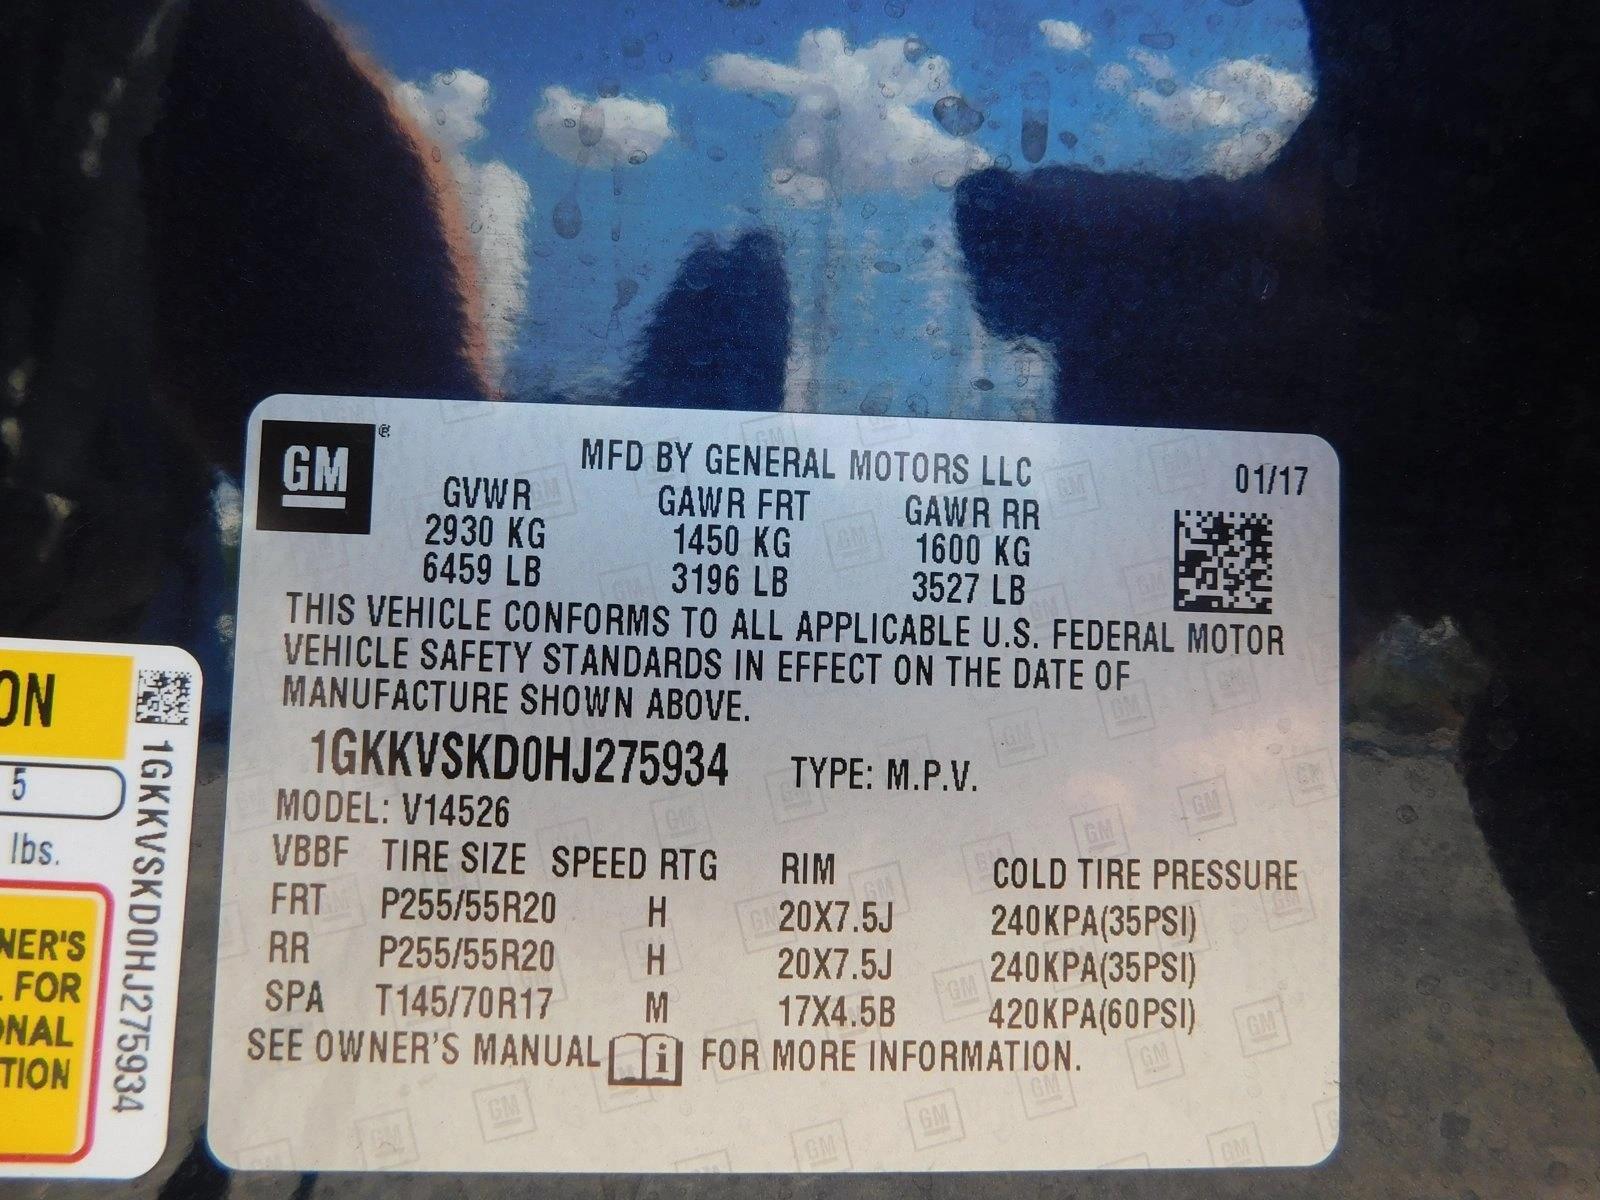 GM ®
MFD BY GENERAL MOTORS LLC 01/17
GVWR GAWR FRT GAWR RR
2930 KG 1450 KG 1600 KG
6459 LB 3196 LB 3527 LB
THIS VEHICLE CONFORMS TO ALL APPLICABLE U.S. FEDERAL MOTOR
VEHICLE SAFETY STANDARDS IN EFFECT ON THE DATE OF
MANUFACTURE SHOWN ABOVE.
1GKKVSKD0HJ275934 TYPE: M.P.V.
MODEL: V14526
VBBF TIRE SIZE SPEED RTG RIM COLD TIRE PRESSURE
FRT P255/55R20 H 20X7.5J 240KPA(35PSI)
RR P255/55R20 H 20X7.5J 240KPA(35PSI)
SPA T145/70R17 M 17X4.5B 420KPA(60PSI)
SEE OWNER'S MANUAL i FOR MORE INFORMATION.
ON
5
lbs.
NER'S
L FOR
ONAL
TION
1GKKVSKD0HJ275934